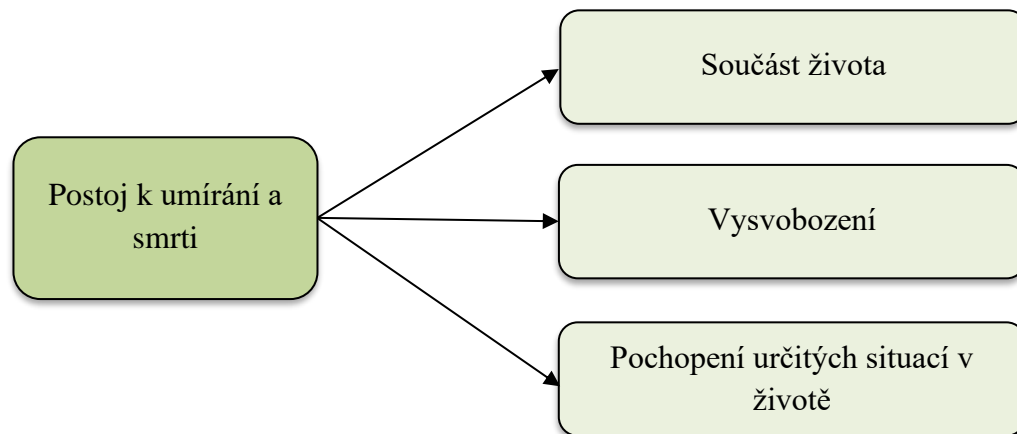 Součást života
Postoj k umírání a
smrti
Vysvobození
Pochopení určitých situací v
životě